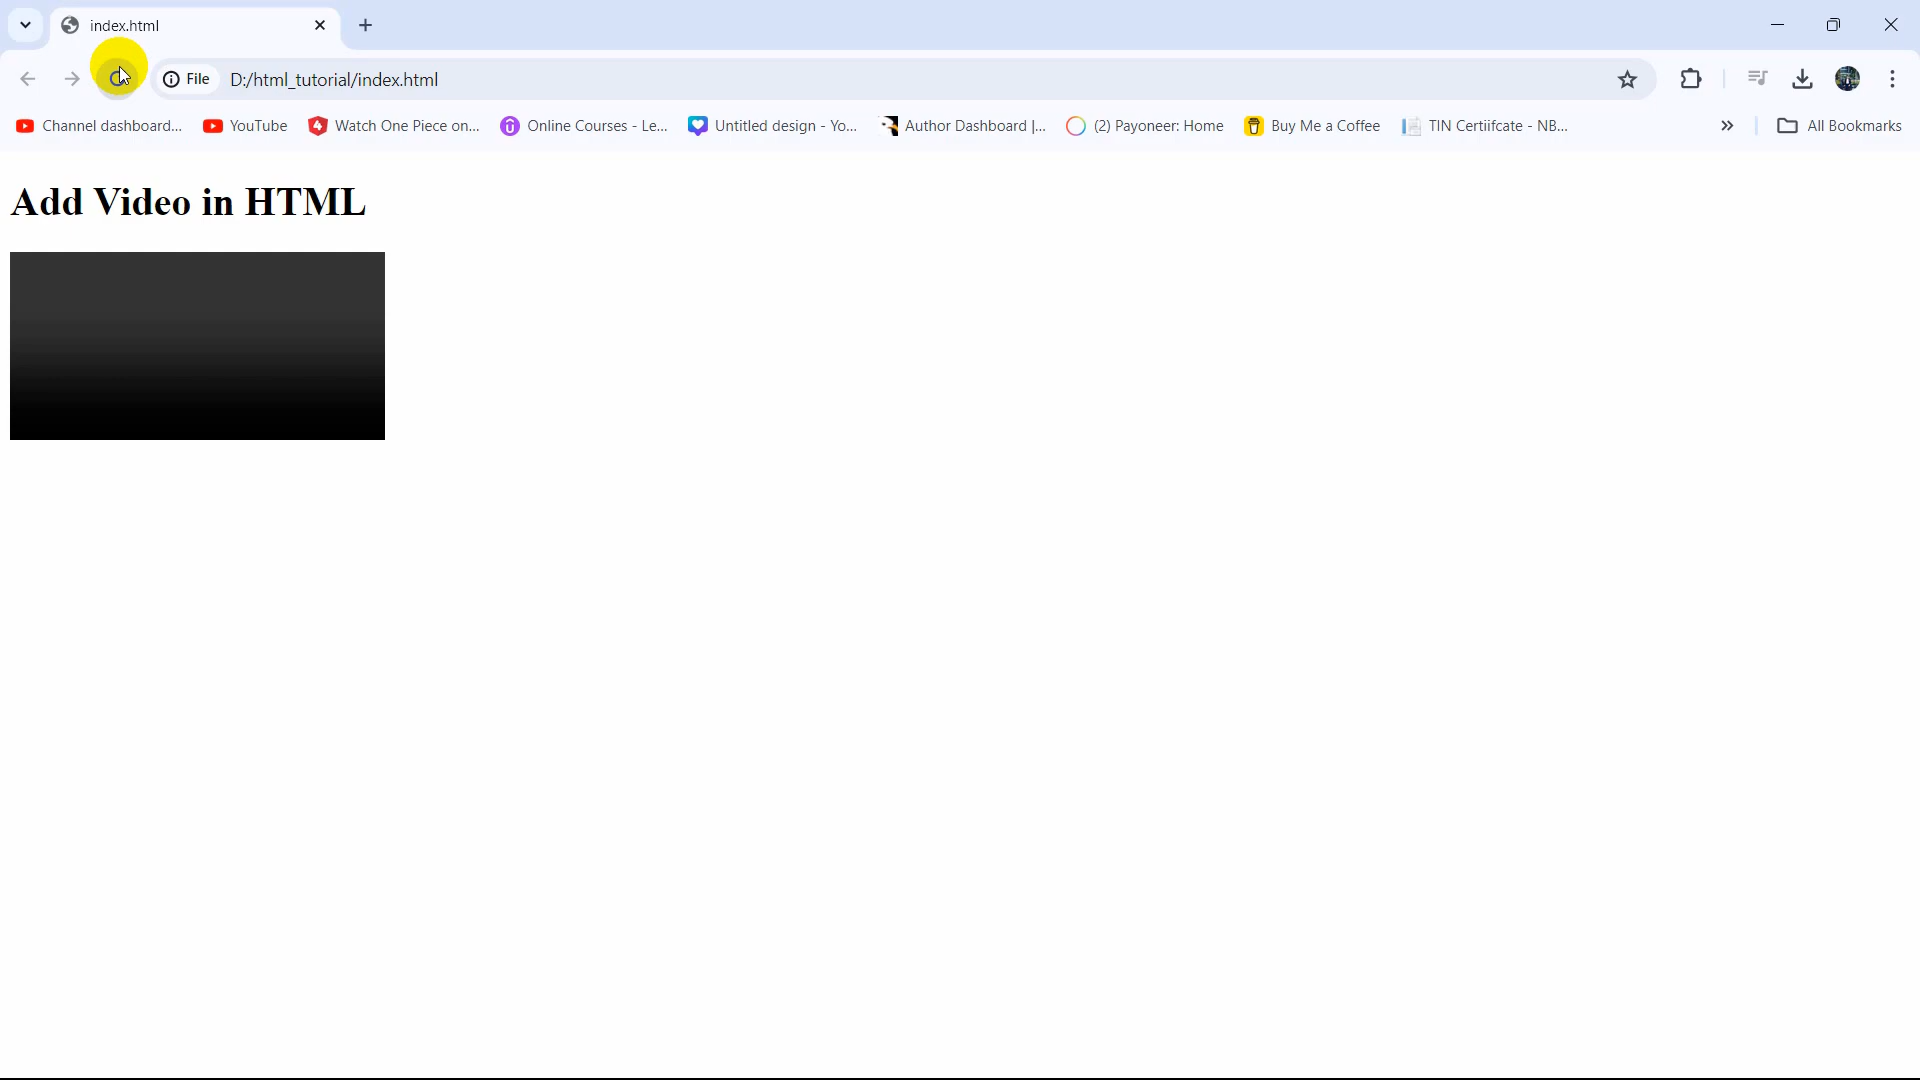 index.html
File D:/html_tutorial/index.html
Channel dashboard... YouTube Watch One Piece on... Online Courses - Le... Untitled design - Yo... Author Dashboard |... (2) Payoneer: Home Buy Me a Coffee TIN Certiifcate - NB... All Bookmarks
Add Video in HTML